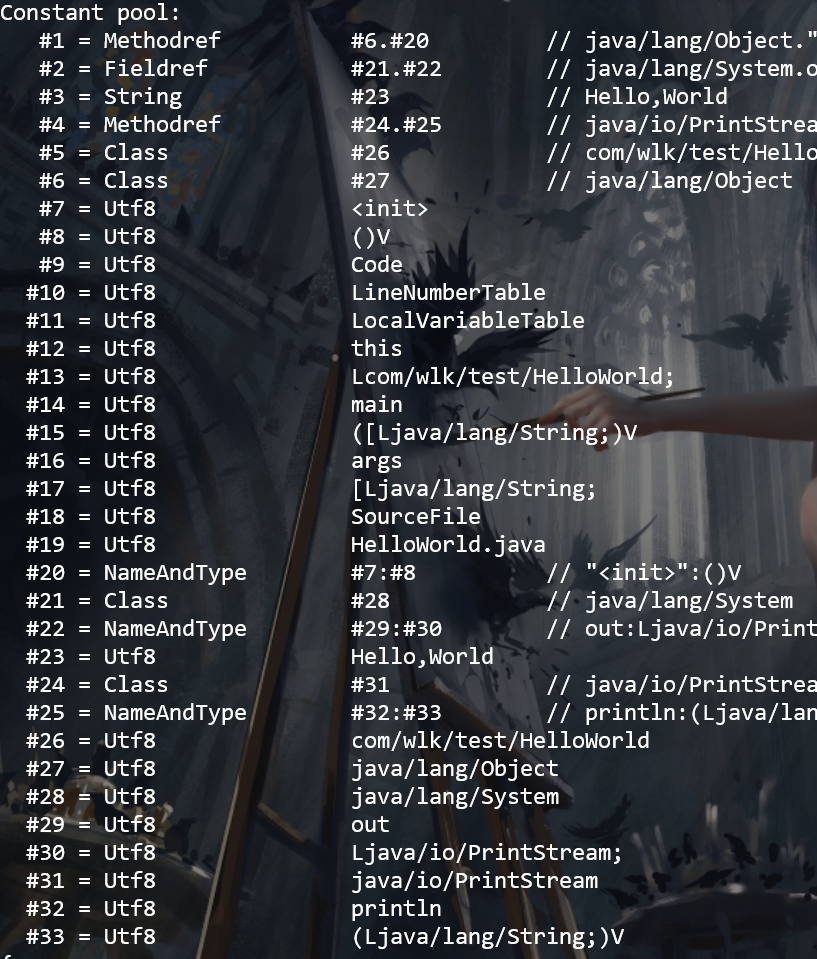 Constant pool:
#1 = Methodref #6.#20 // java/lang/Object."
#2 = Fieldref #21.#22 // java/lang/System.o
#3 = String #23 // Hello,World
#4 = Methodref #24.#25 // java/io/PrintStrea
#5 = Class #26 // com/wlk/test/Hello
#6 = Class #27 // java/lang/Object
#7 = Utf8 <init>
#8 = Utf8 ()V
#9 = Utf8 Code
#10 = Utf8 LineNumberTable
#11 = Utf8 LocalVariableTable
#12 = Utf8 this
#13 = Utf8 Lcom/wlk/test/HelloWorld;
#14 = Utf8 main
#15 = Utf8 ([Ljava/lang/String;)V
#16 = Utf8 args
#17 = Utf8 [Ljava/lang/String;
#18 = Utf8 SourceFile
#19 = Utf8 HelloWorld.java
#20 = NameAndType #7:#8 // "<init>":()V
#21 = Class #28 // java/lang/System
#22 = NameAndType #29:#30 // out:Ljava/io/Print
#23 = Utf8 Hello,World
#24 = Class #31 // java/io/PrintStrea
#25 = NameAndType #32:#33 // println:(Ljava/lan
#26 = Utf8 com/wlk/test/HelloWorld
#27 = Utf8 java/lang/Object
#28 = Utf8 java/lang/System
#29 = Utf8 out
#30 = Utf8 Ljava/io/PrintStream;
#31 = Utf8 java/io/PrintStream
#32 = Utf8 println
#33 = Utf8 (Ljava/lang/String;)V